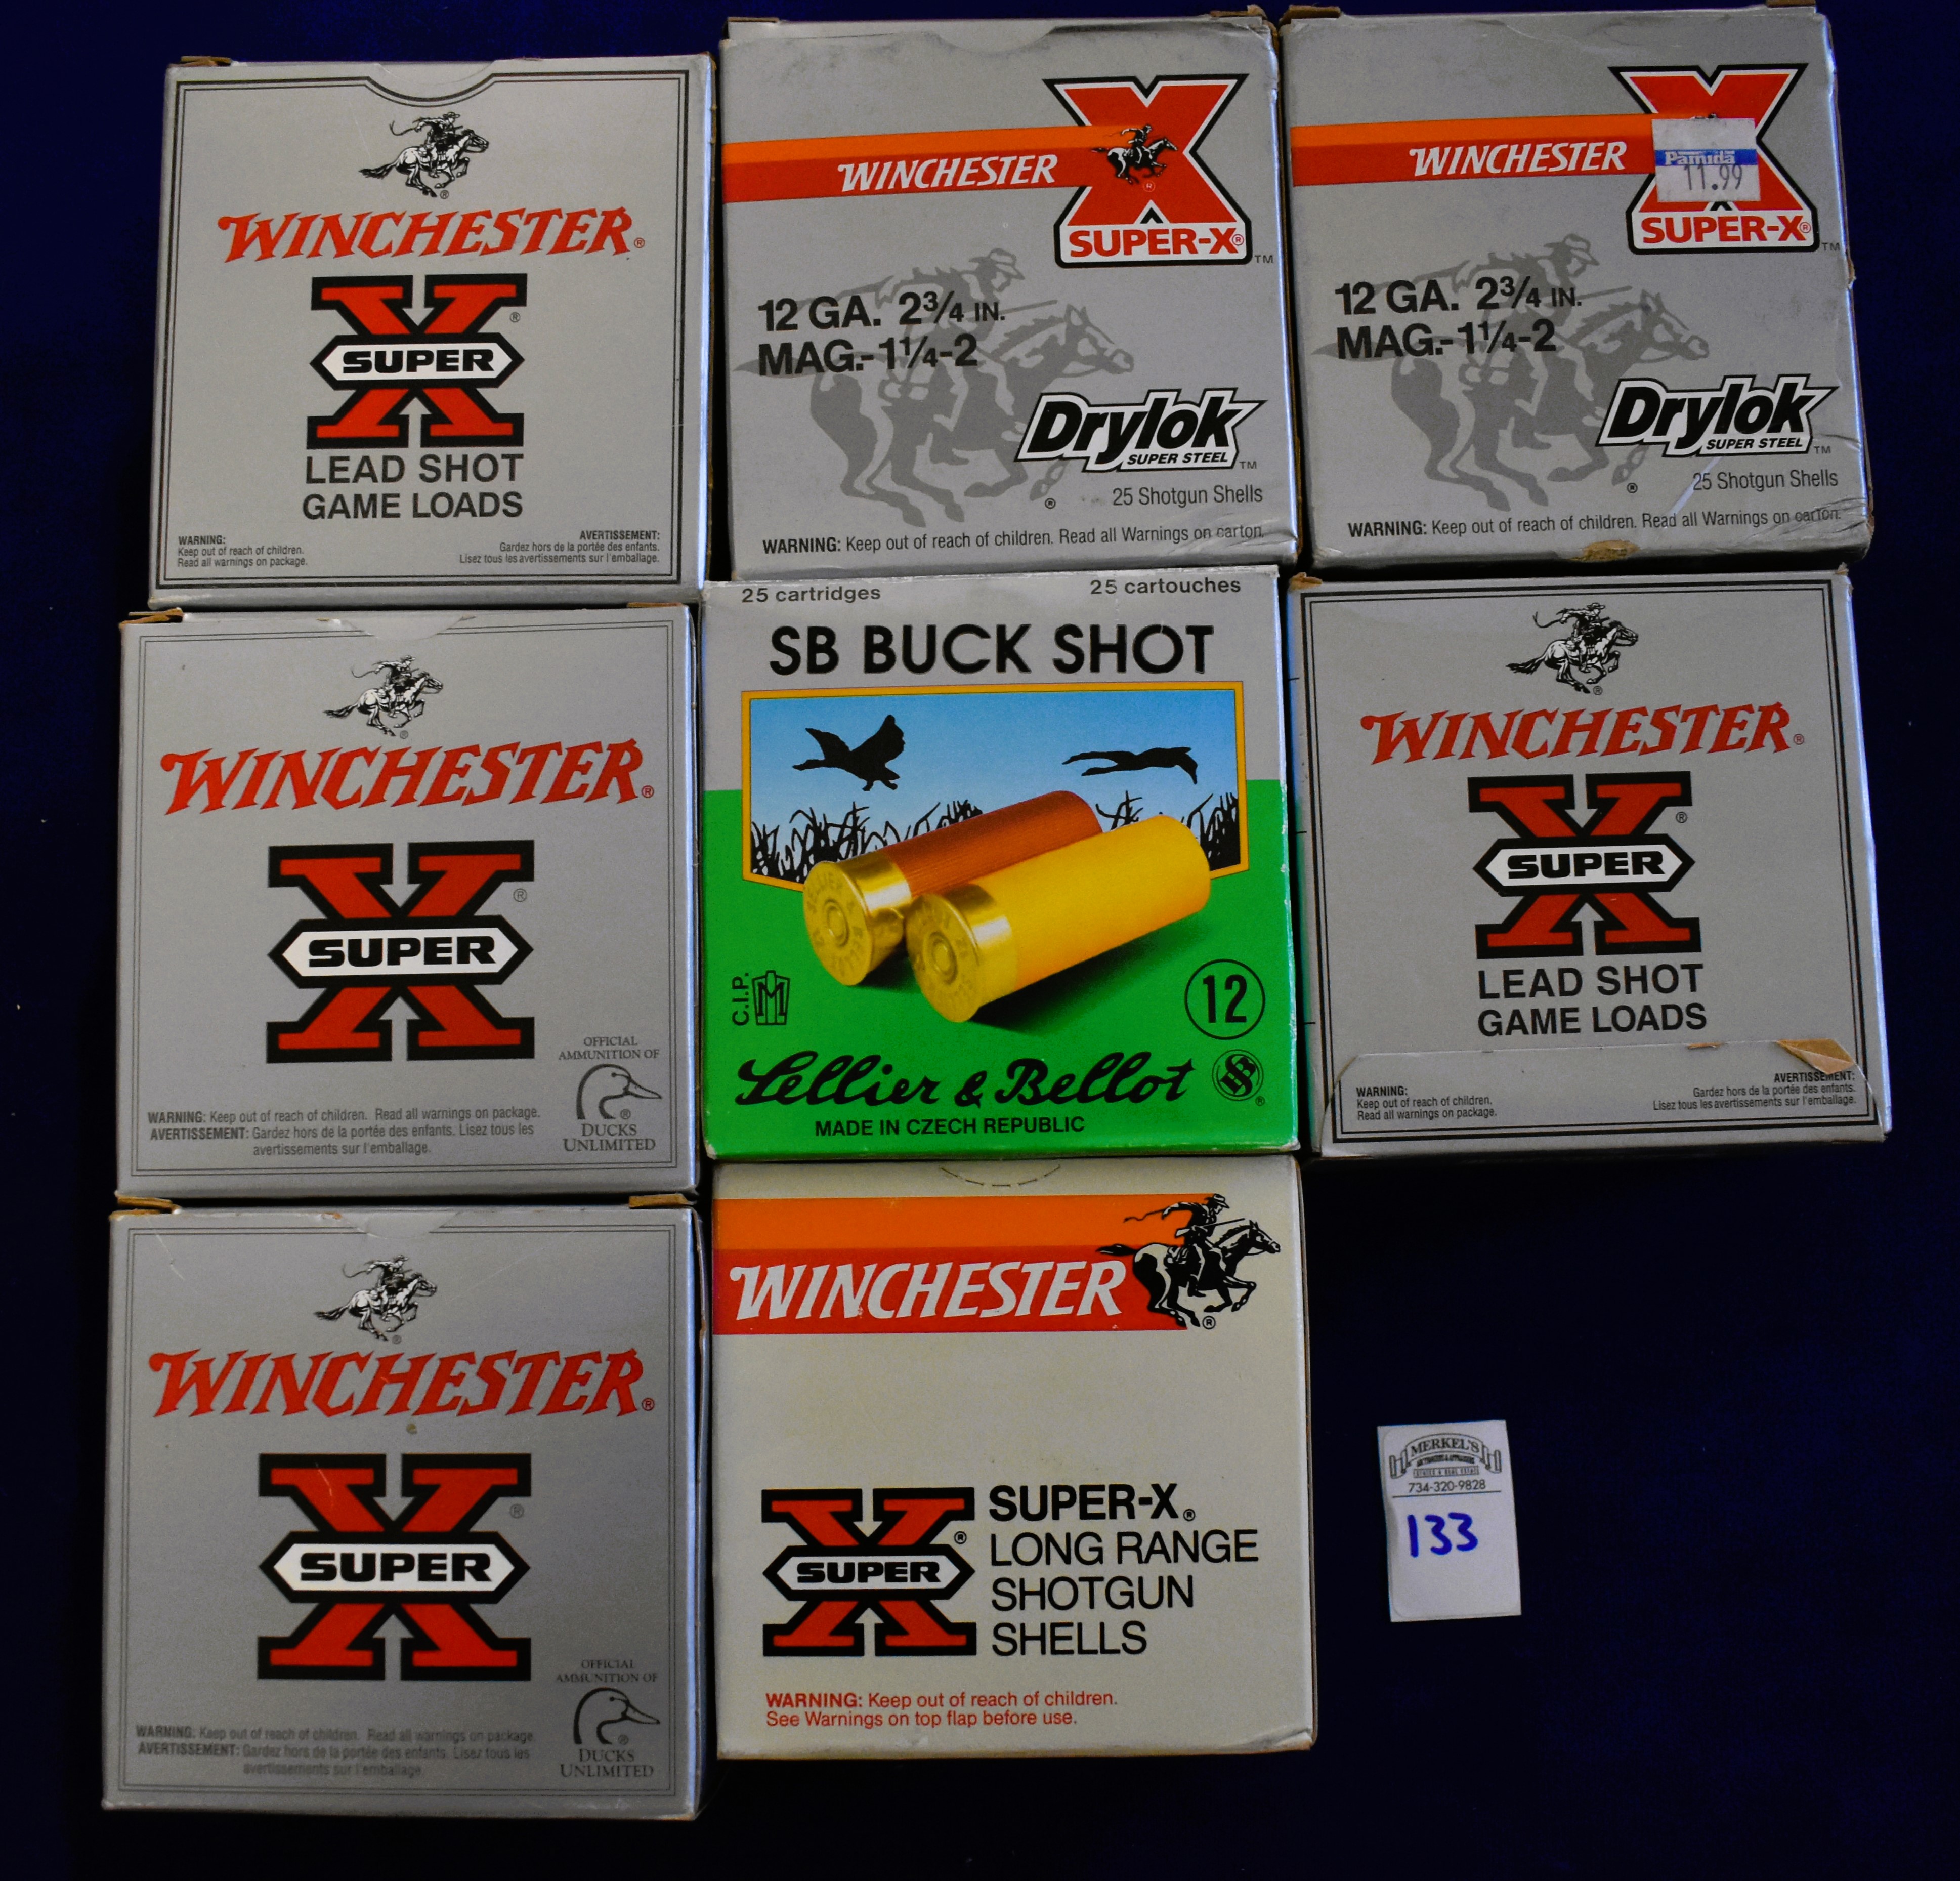 WINCHESTER®
X®
SUPER
LEAD SHOT
GAME LOADS
WARNING:
Keep out of reach of children.
Read all warnings on package.
AVERTISSEMENT:
Gardez hors de la portée des enfants.
Lisez tous les avertissements sur l'emballage.
WINCHESTER
X
®
SUPER-X®
TM
12 GA. 2¾ IN.
MAG.-1¼-2
Drylok
SUPER STEEL TM
25 Shotgun Shells
®
WARNING: Keep out of reach of children. Read all Warnings on carton.
WINCHESTER
X
Pamida
11.99
SUPER-X®
TM
12 GA. 2¾ IN.
MAG.-1¼-2
Drylok
SUPER STEEL TM
25 Shotgun Shells
®
WARNING: Keep out of reach of children. Read all Warnings on carton.
WINCHESTER®
X®
SUPER
OFFICIAL
AMMUNITION OF
®
DUCKS
UNLIMITED
WARNING: Keep out of reach of children. Read all warnings on package.
AVERTISSEMENT: Gardez hors de la portée des enfants. Lisez tous les
avertissements sur l'emballage.
25 cartridges
25 cartouches
SB BUCK SHOT
C.I.P.
12
Sellier & Bellot
SB®
MADE IN CZECH REPUBLIC
®
WINCHESTER®
X®
SUPER
LEAD SHOT
GAME LOADS
WARNING:
Keep out of reach of children.
Read all warnings on package.
AVERTISSEMENT:
Gardez hors de la portée des enfants.
Lisez tous les avertissements sur l'emballage.
®
WINCHESTER®
X®
SUPER
OFFICIAL
AMMUNITION OF
®
DUCKS
UNLIMITED
WARNING: Keep out of reach of children. Read all warnings on package
AVERTISSEMENT: Gardez hors de la portée des enfants. Lisez tous les
avertissements sur l'emballage.
WINCHESTER
®
X®
SUPER
SUPER-X®
LONG RANGE
SHOTGUN
SHELLS
WARNING: Keep out of reach of children.
See Warnings on top flap before use.
MERKEL'S
734-320-9828
133